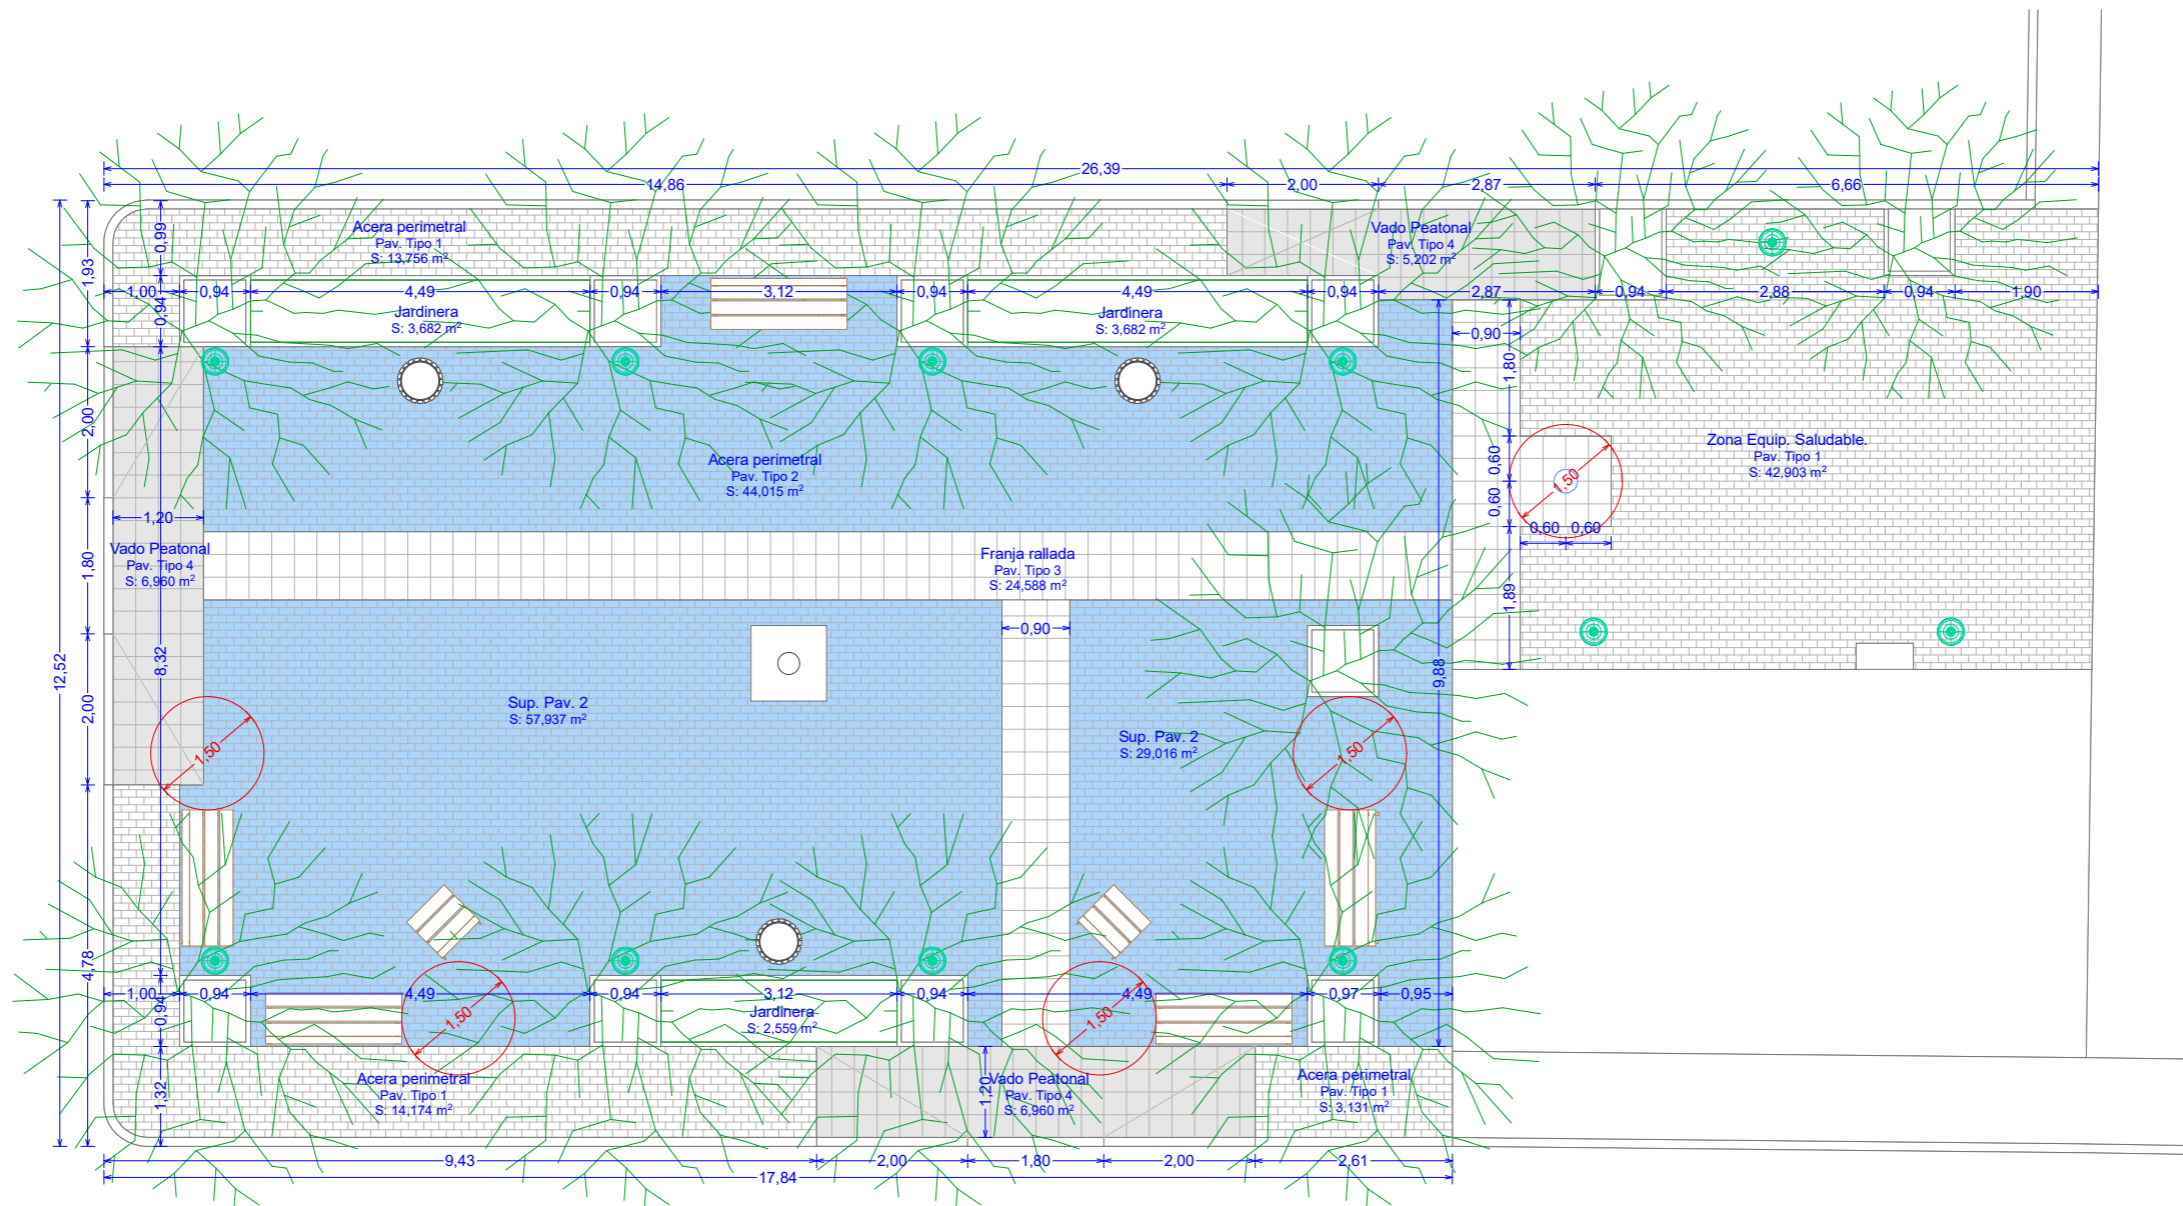 26,39
14,86
2,00
2,87
6,66
Acera perimetral
Pav. Tipo 1
S: 13,756 m²
Vado Peatonal
Pav. Tipo 4
S: 5,202 m²
0,99
1,93
0,94
1,00
0,94
4,49
0,94
3,12
0,94
4,49
0,94
2,87
0,94
2,88
0,94
1,90
Jardinera
S: 3,682 m²
Jardinera
S: 3,682 m²
0,90
1,80
2,00
Acera perimetral
Pav. Tipo 2
S: 44,015 m²
Zona Equip. Saludable.
Pav. Tipo 1
S: 42,903 m²
0,60
0,60
1,50
0,60
0,60
1,20
Vado Peatonal
Pav. Tipo 4
S: 6,960 m²
1,80
Franja rallada
Pav. Tipo 3
S: 24,588 m²
1,89
0,90
12,52
8,32
2,00
9,88
Sup. Pav. 2
S: 57,937 m²
Sup. Pav. 2
S: 29,016 m²
1,50
1,50
4,78
0,94
1,00
0,94
4,49
0,94
3,12
0,94
4,49
0,97
0,95
1,50
1,50
Jardinera
S: 2,559 m²
1,32
Acera perimetral
Pav. Tipo 1
S: 14,174 m²
1,20
Vado Peatonal
Pav. Tipo 4
S: 6,960 m²
Acera perimetral
Pav. Tipo 1
S: 3,131 m²
9,43
2,00
1,80
2,00
2,61
17,84